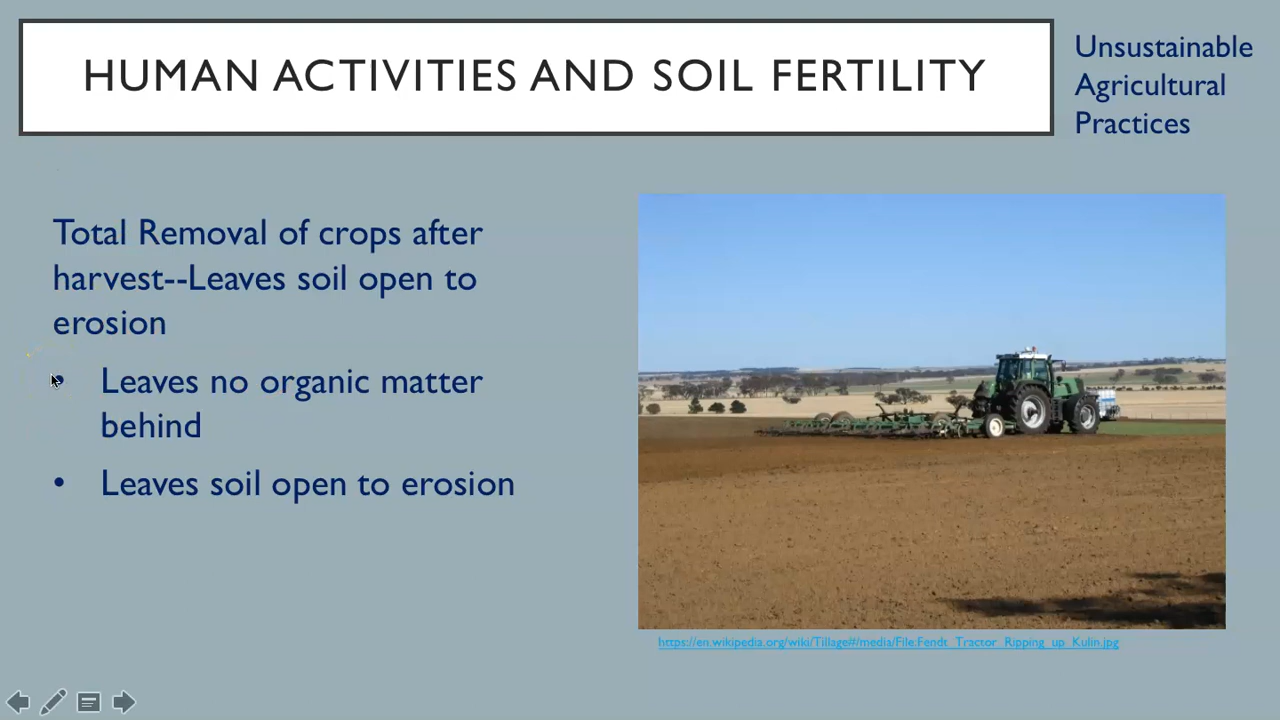 HUMAN ACTIVITIES AND SOIL FERTILITY
Unsustainable
Agricultural
Practices
Total Removal of crops after
harvest--Leaves soil open to
erosion
• Leaves no organic matter
behind
• Leaves soil open to erosion
https://en.wikipedia.org/wiki/Tillage#/media/File:Fendt_Tractor_Ripping_up_Kulin.jpg